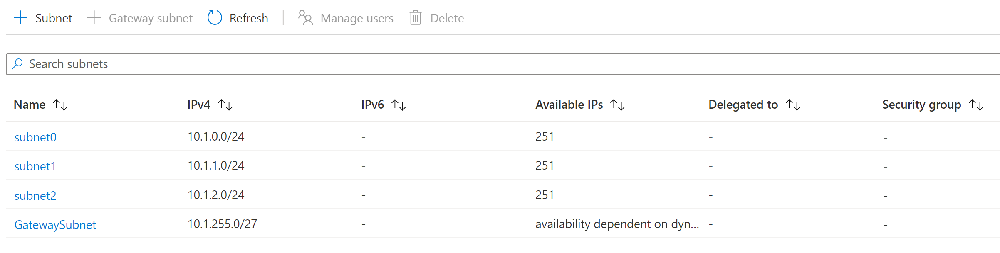 Subnet Gateway subnet Refresh Manage users Delete
Search subnets
Name IPv4 IPv6 Available IPs Delegated to Security group
subnet0 10.1.0.0/24 - 251 - -
subnet1 10.1.1.0/24 - 251 - -
subnet2 10.1.2.0/24 - 251 - -
GatewaySubnet 10.1.255.0/27 - availability dependent on dyn... - -